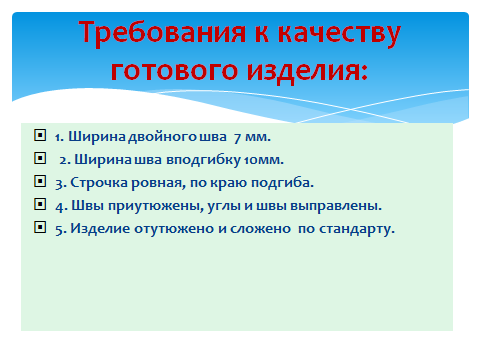 Требования к качеству
готового изделия:
1. Ширина двойного шва 7 мм.
2. Ширина шва вподгибку 10мм.
3. Строчка ровная, по краю подгиба.
4. Швы приутюжены, углы и швы выправлены.
5. Изделие отутюжено и сложено по стандарту.